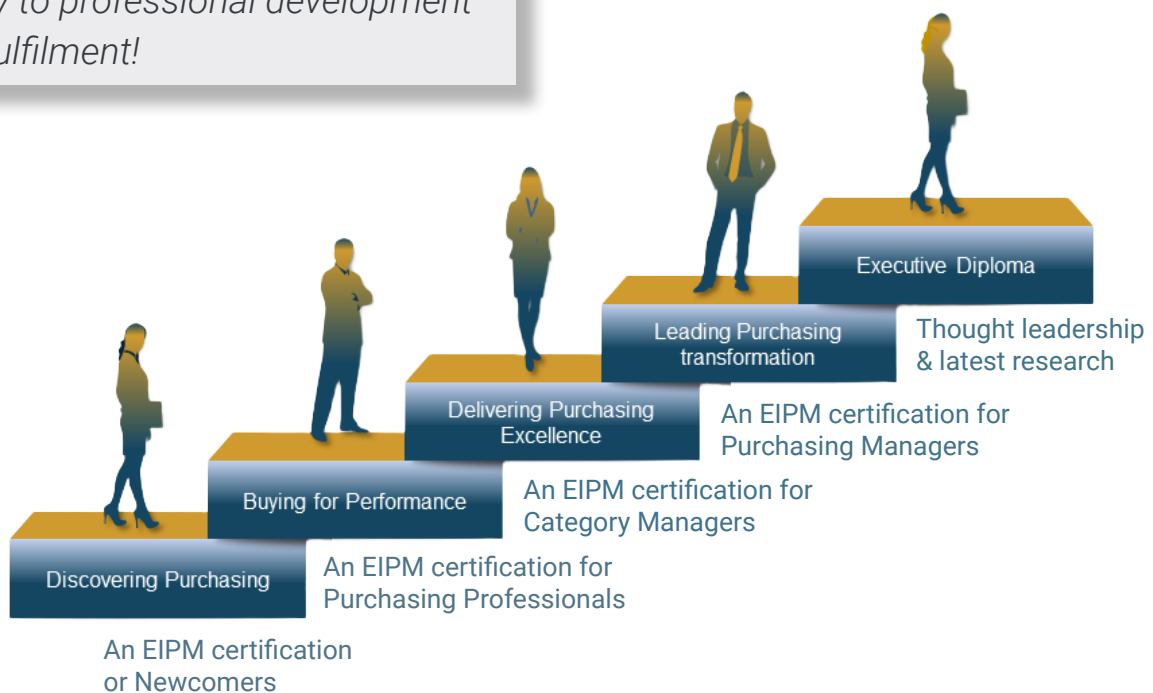 to professional development
ulfilment!
Executive Diploma
Thought leadership
& latest research
Leading Purchasing
transformation
An EIPM certification for
Purchasing Managers
Delivering Purchasing
Excellence
An EIPM certification for
Category Managers
Buying for Performance
An EIPM certification for
Purchasing Professionals
Discovering Purchasing
An EIPM certification
or Newcomers